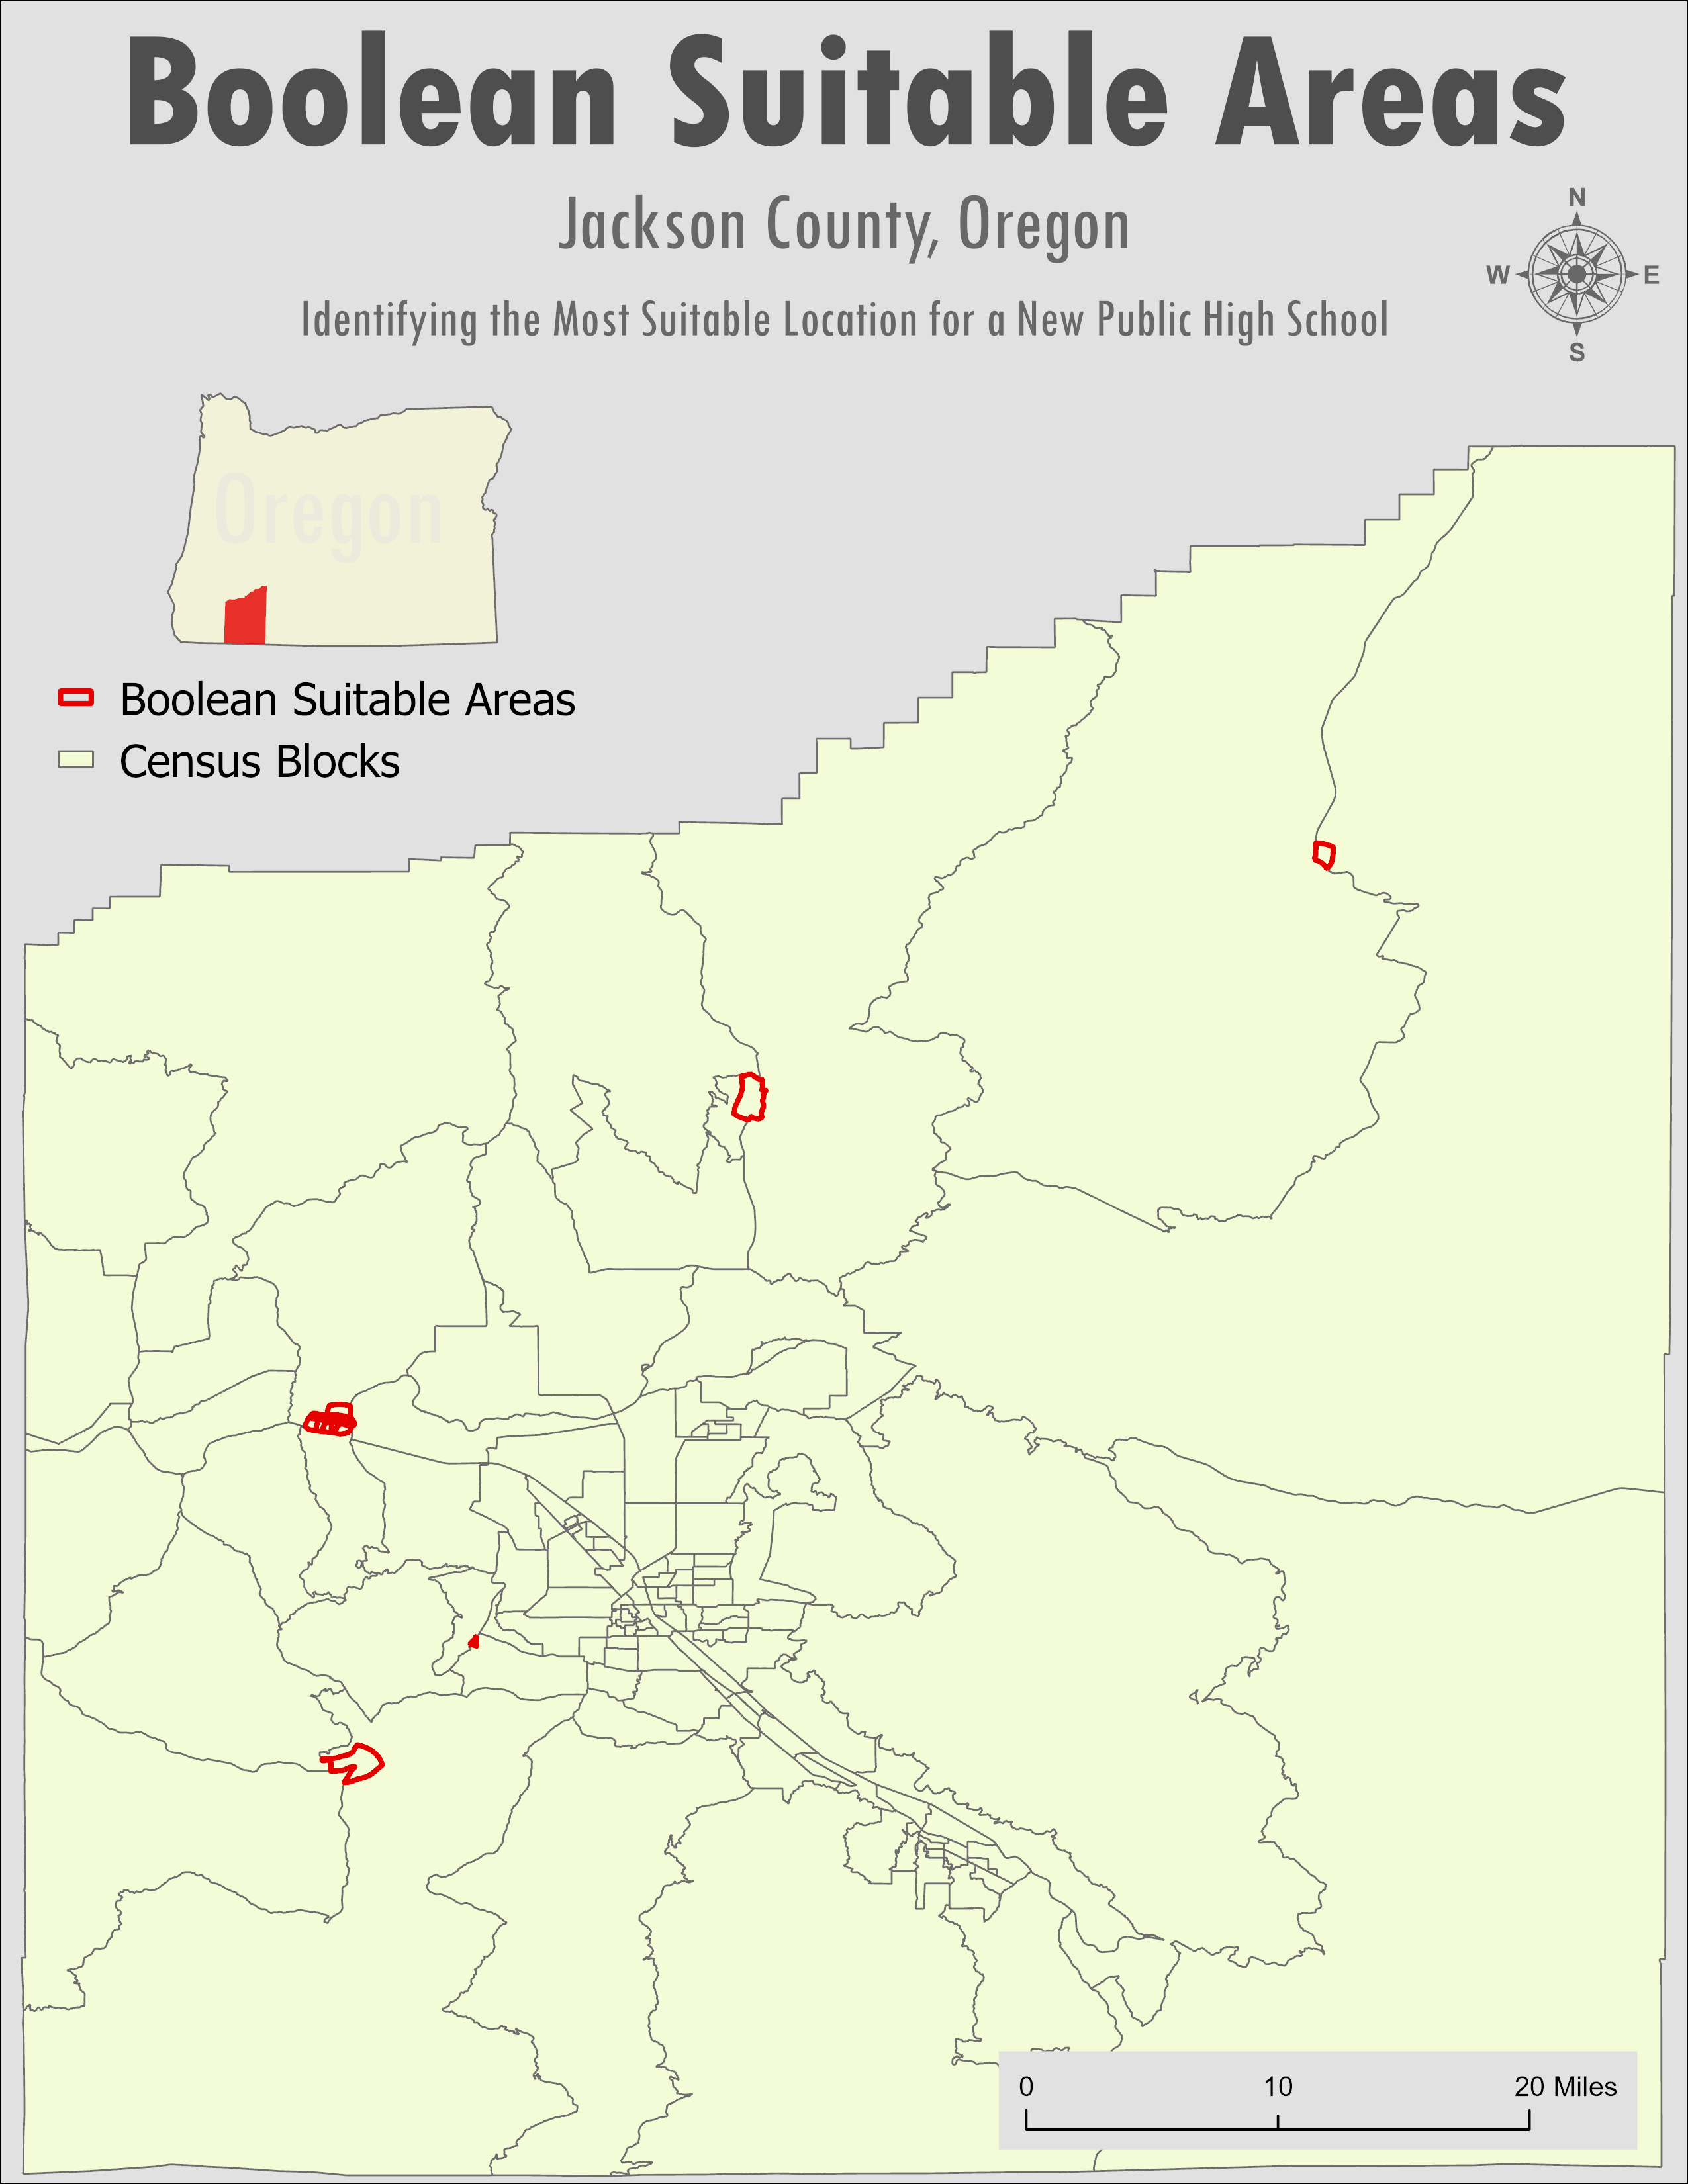 Boolean Suitable Areas
Jackson County, Oregon
Identifying the Most Suitable Location for a New Public High School
N
W E
S
Oregon
Boolean Suitable Areas
Census Blocks
0 10 20 Miles